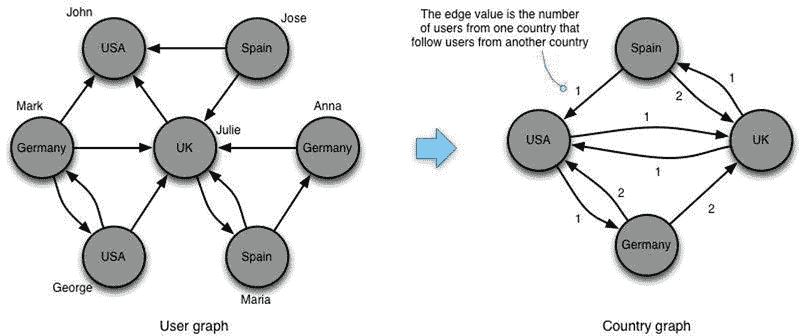 John
Jose
USA
Spain
Mark
Anna
Germany
UK
Julie
Germany
USA
Spain
George
Maria
User graph
The edge value is the number
of users from one country that
follow users from another country
Spain
1
2
1
USA
1
UK
1
2
1
2
Germany
Country graph